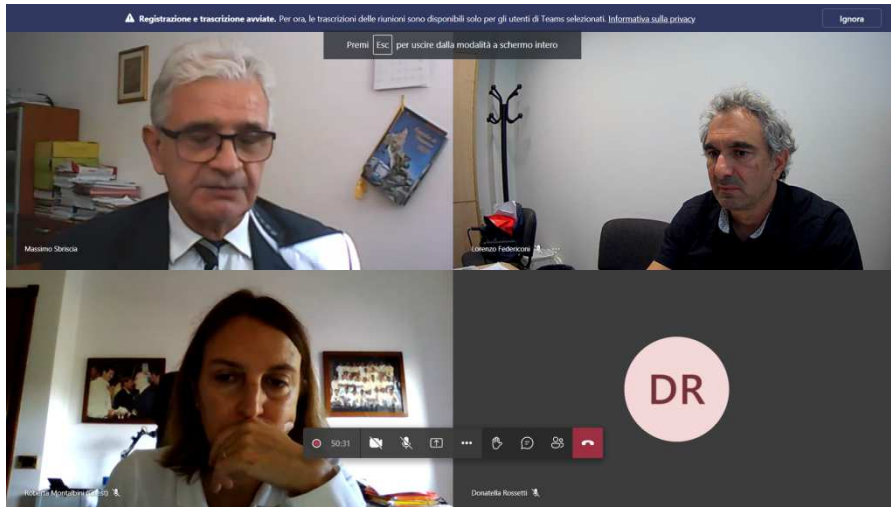 Registrazione e trascrizione avviate. Per ora, le trascrizioni delle riunioni sono disponibili solo per gli utenti di Teams selezionati. Informativa sulla privacy
Ignora
Premi Esc per uscire dalla modalità a schermo intero
Massimo Sbriscia
Lorenzo Federiconi
DR
50:31
Roberta Montalbini
Donatella Rossetti